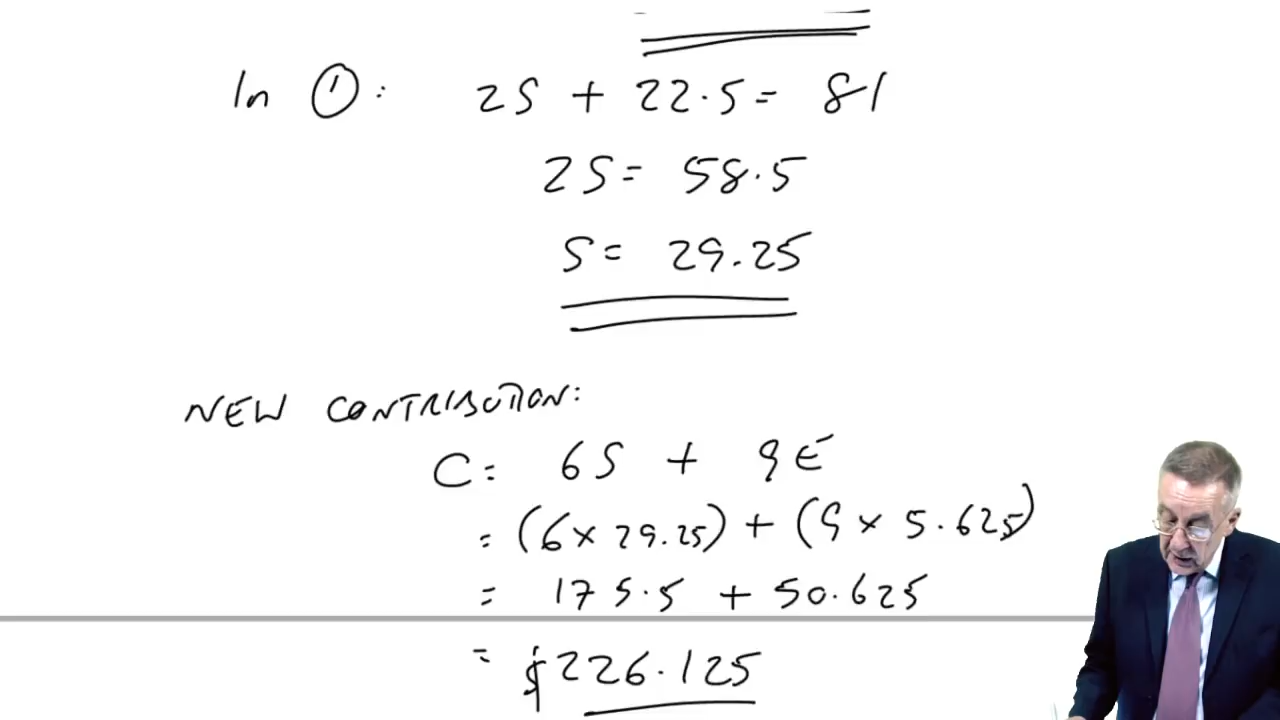 In ①: 2S + 22.5 = 81
2S = 58.5
S = 29.25
NEW CONTRIBUTION:
C = 6S + 9E
= (6 × 29.25) + (9 × 5.625)
= 175.5 + 50.625
= $226.125